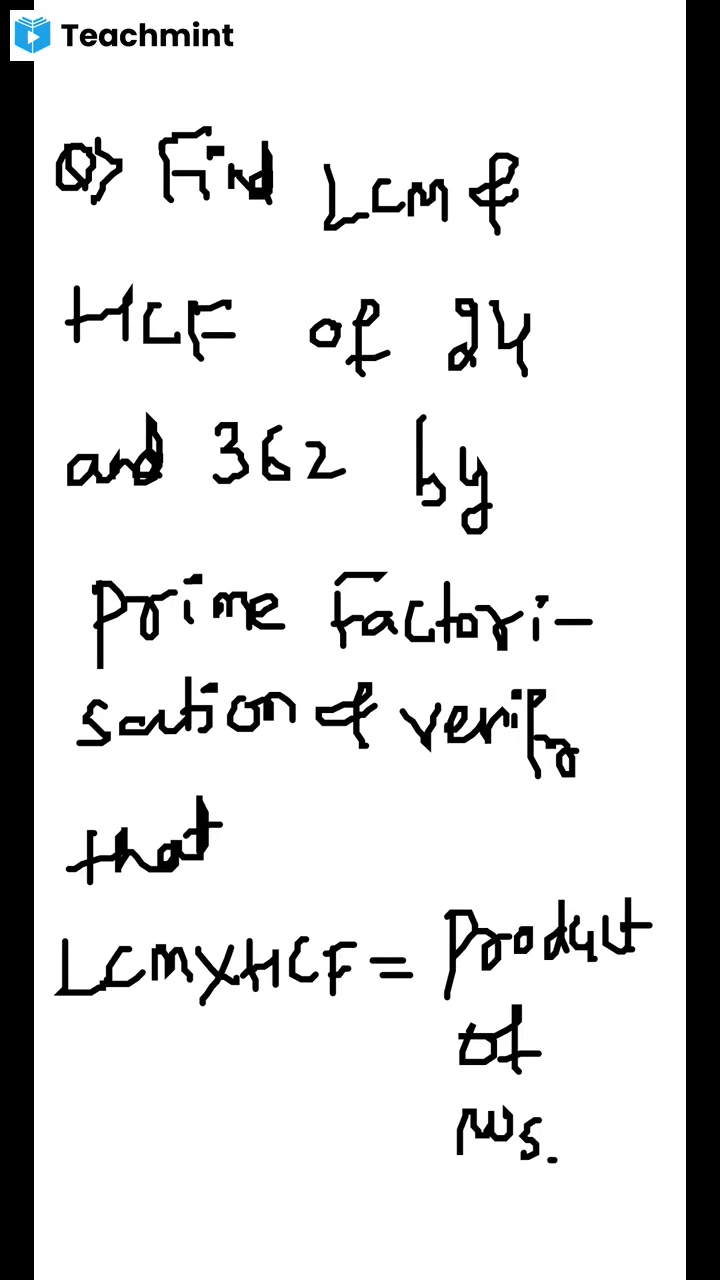 Teachmint
Q> Find LCM &
HCF of 24
and 362 by
Prime Factori-
sation & verify
that
LCMXHCF = Product
of
nos.